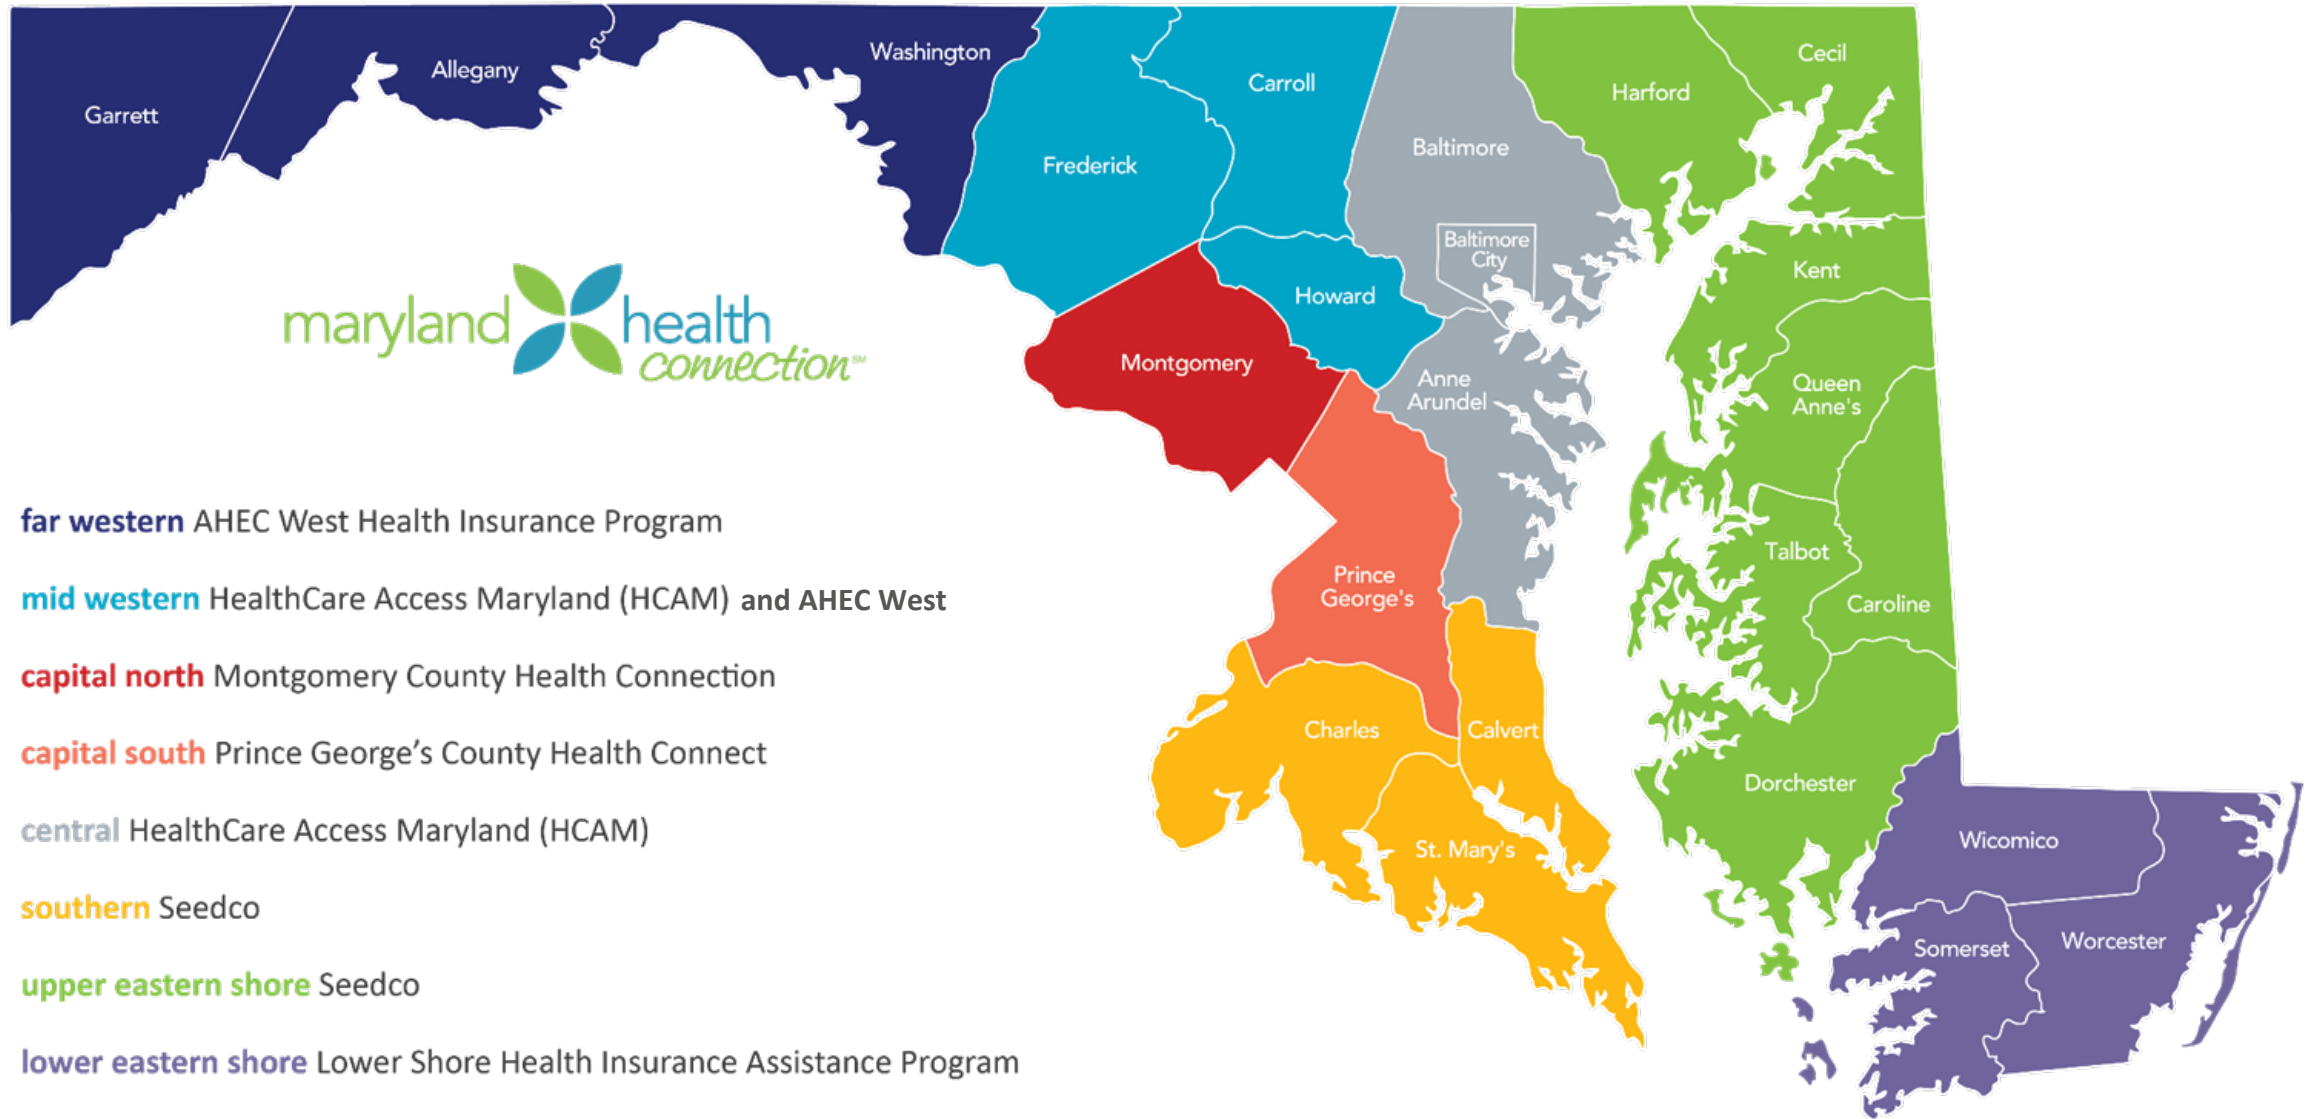 Garrett
Allegany
Washington
Frederick
Carroll
Baltimore
Harford
Cecil
Baltimore
City
Howard
Kent
Montgomery
Anne
Arundel
Queen
Anne's
Talbot
Prince
George's
Caroline
Charles
Calvert
Dorchester
St. Mary's
Wicomico
Somerset
Worcester
maryland health
connection℠
far western AHEC West Health Insurance Program
mid western HealthCare Access Maryland (HCAM) and AHEC West
capital north Montgomery County Health Connection
capital south Prince George’s County Health Connect
central HealthCare Access Maryland (HCAM)
southern Seedco
upper eastern shore Seedco
lower eastern shore Lower Shore Health Insurance Assistance Program